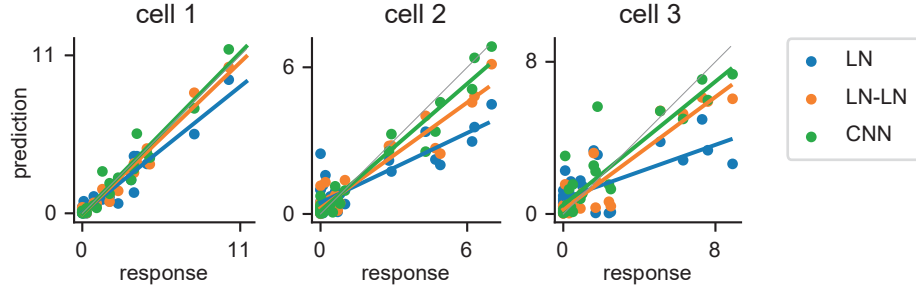 cell 1
cell 2
cell 3
prediction
11
0
0
11
response
6
0
0
6
response
8
0
0
8
response
LN
LN-LN
CNN